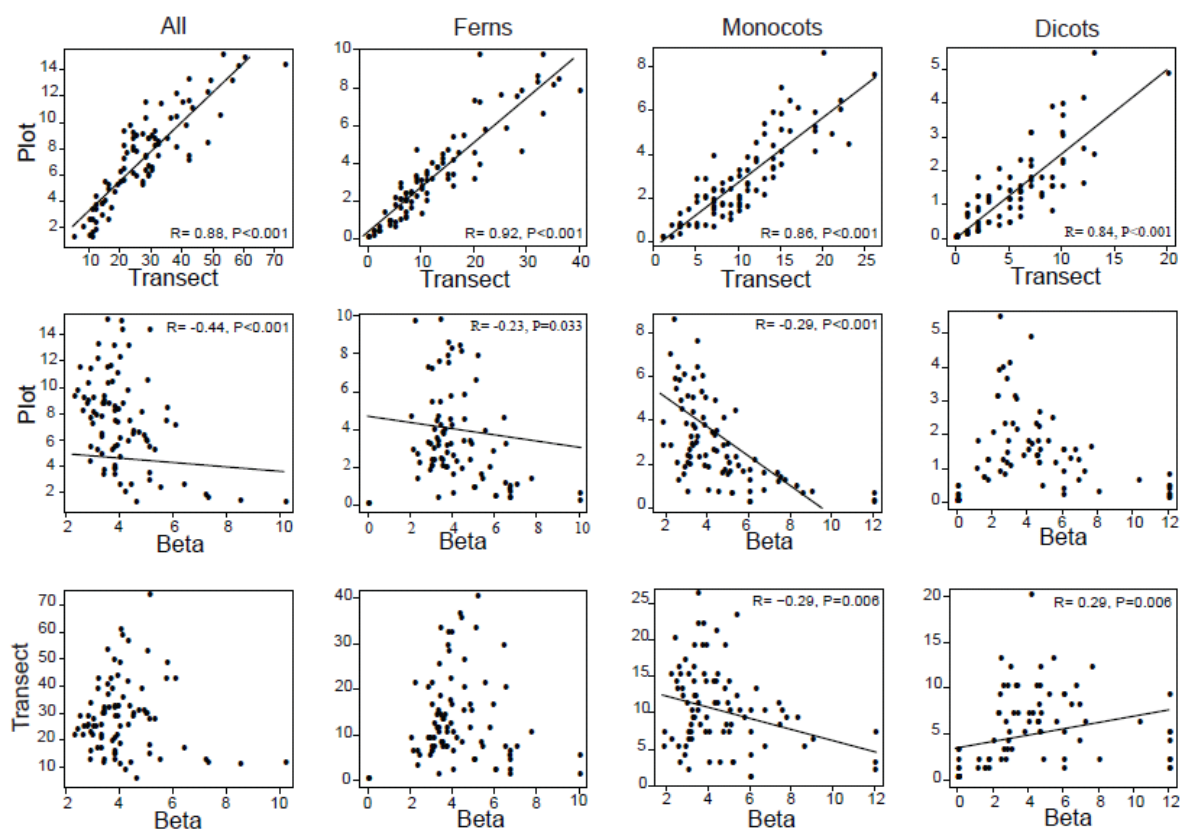 All Ferns Monocots Dicots
Plot
14
12
10
8
6
4
2
R= 0.88, P<0.001
10 20 30 40 50 60 70
Transect
10
8
6
4
2
0
R= 0.92, P<0.001
0 10 20 30 40
Transect
8
6
4
2
0
R= 0.86, P<0.001
0 5 10 15 20 25
Transect
5
4
3
2
1
0
R= 0.84, P<0.001
0 5 10 15 20
Transect
Plot
14
12
10
8
6
4
2
R= -0.44, P<0.001
2 4 6 8 10
Beta
10
8
6
4
2
0
R= -0.23, P=0.033
0 2 4 6 8 10
Beta
8
6
4
2
0
R= -0.29, P<0.001
2 4 6 8 10 12
Beta
5
4
3
2
1
0
0 2 4 6 8 10 12
Beta
Transect
70
60
50
40
30
20
10
2 4 6 8 10
Beta
40
30
20
10
0
0 2 4 6 8 10
Beta
25
20
15
10
5
0
R= −0.29, P=0.006
2 4 6 8 10 12
Beta
20
15
10
5
0
R= 0.29, P=0.006
0 2 4 6 8 10 12
Beta